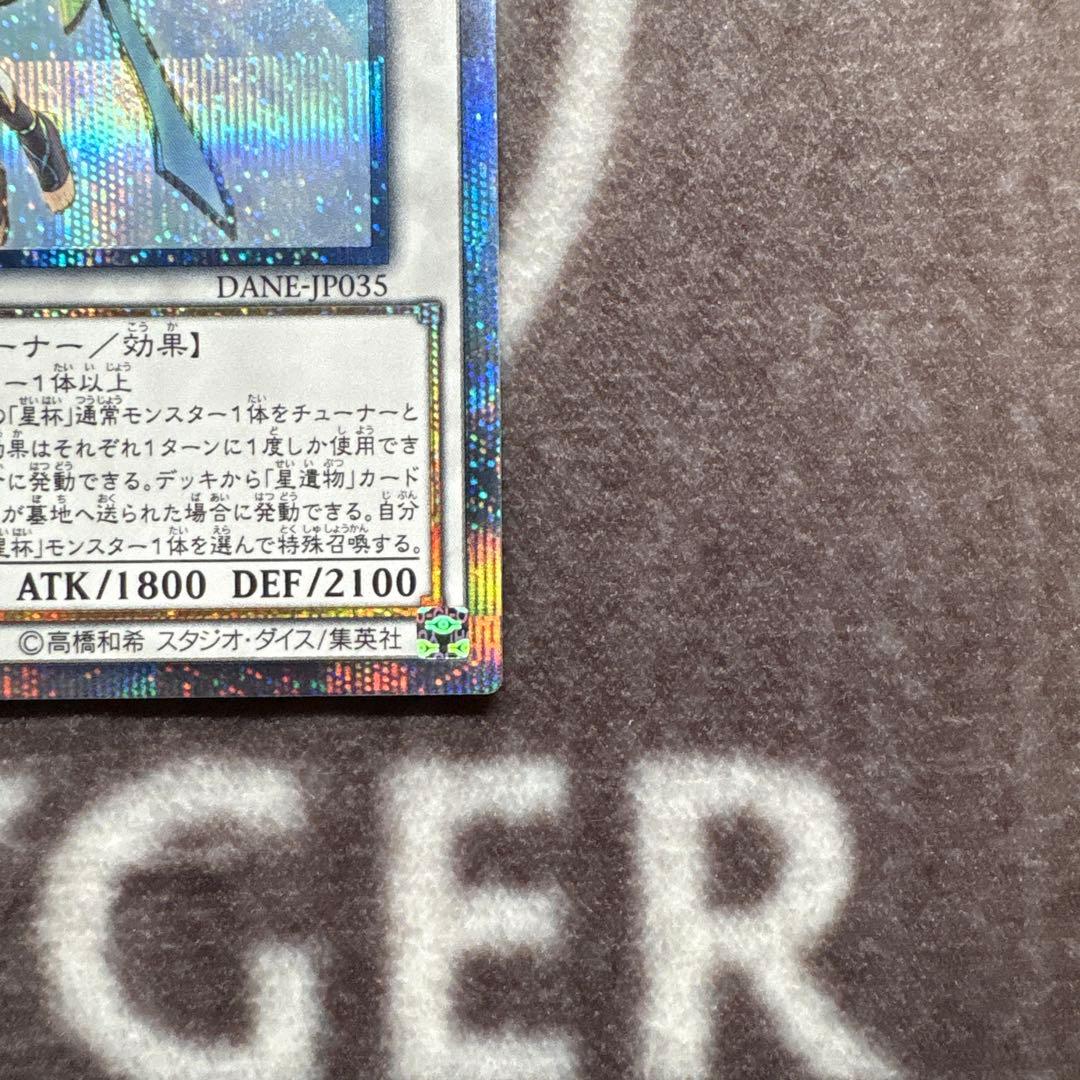 DANE-JP035
ーナー／効果】
ー1体以上
の「星杯」通常モンスター1体をチューナーと
効果はそれぞれ1ターンに1度しか使用でき
に発動できる。デッキから「星遺物」カード
が墓地へ送られた場合に発動できる。自分
星杯」モンスター1体を選んで特殊召喚する。
ATK/1800 DEF/2100
©高橋和希 スタジオ・ダイス/集英社
GER